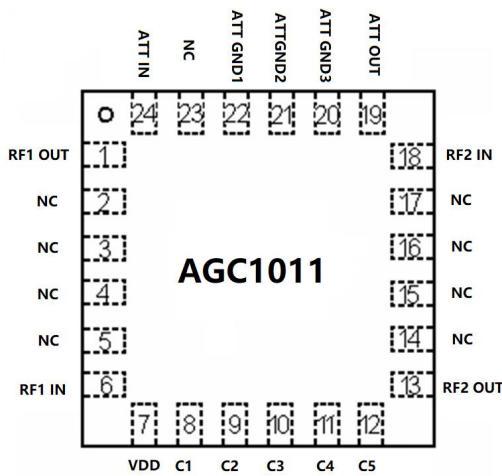 ATT IN
NC
ATT GND1
ATTGND2
ATT GND3
ATT OUT
24 23 22 21 20 19
RF1 OUT 1 18 RF2 IN
NC 2 17 NC
NC 3 16 NC
AGC1011
NC 4 15 NC
NC 5 14 NC
RF1 IN 6 13 RF2 OUT
7 8 9 10 11 12
VDD C1 C2 C3 C4 C5